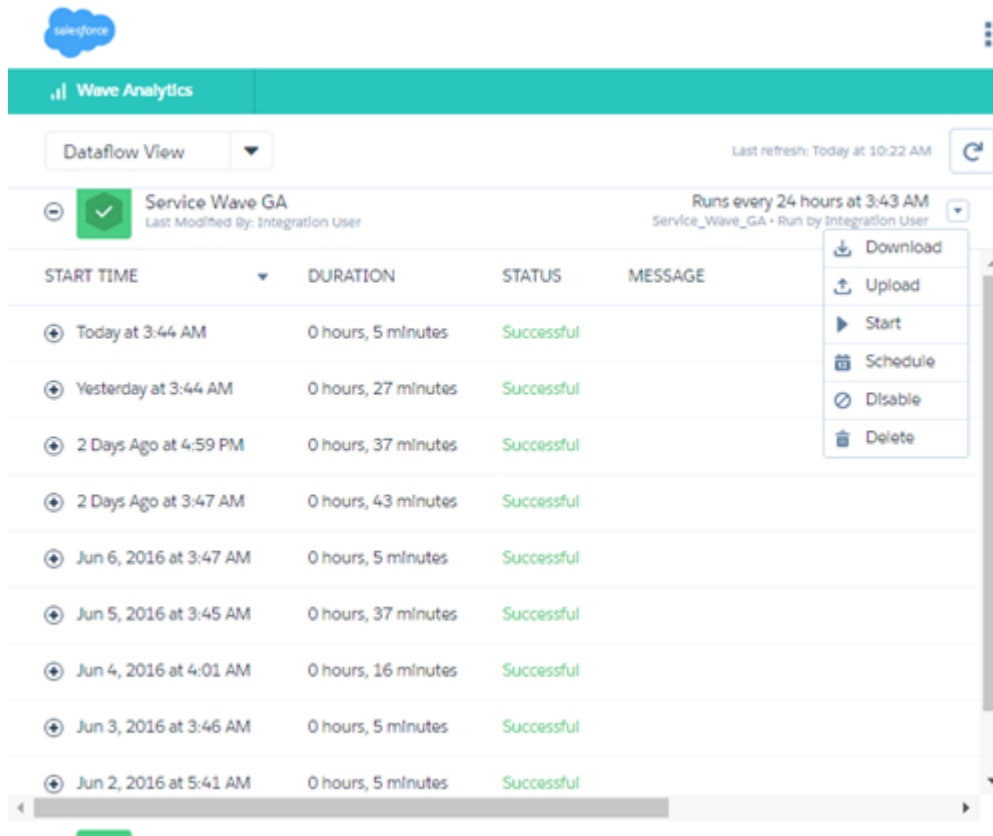 salesforce
Wave Analytics
Dataflow View
Last refresh: Today at 10:22 AM
Service Wave GA
Runs every 24 hours at 3:43 AM
Last Modified By: Integration User
Service_Wave_GA • Run by Integration User
Download
START TIME DURATION STATUS MESSAGE
Upload
Today at 3:44 AM 0 hours, 5 minutes Successful
Start
Schedule
Yesterday at 3:44 AM 0 hours, 27 minutes Successful
Disable
Delete
2 Days Ago at 4:59 PM 0 hours, 37 minutes Successful
2 Days Ago at 3:47 AM 0 hours, 43 minutes Successful
Jun 6, 2016 at 3:47 AM 0 hours, 5 minutes Successful
Jun 5, 2016 at 3:45 AM 0 hours, 37 minutes Successful
Jun 4, 2016 at 4:01 AM 0 hours, 16 minutes Successful
Jun 3, 2016 at 3:46 AM 0 hours, 5 minutes Successful
Jun 2, 2016 at 5:41 AM 0 hours, 5 minutes Successful